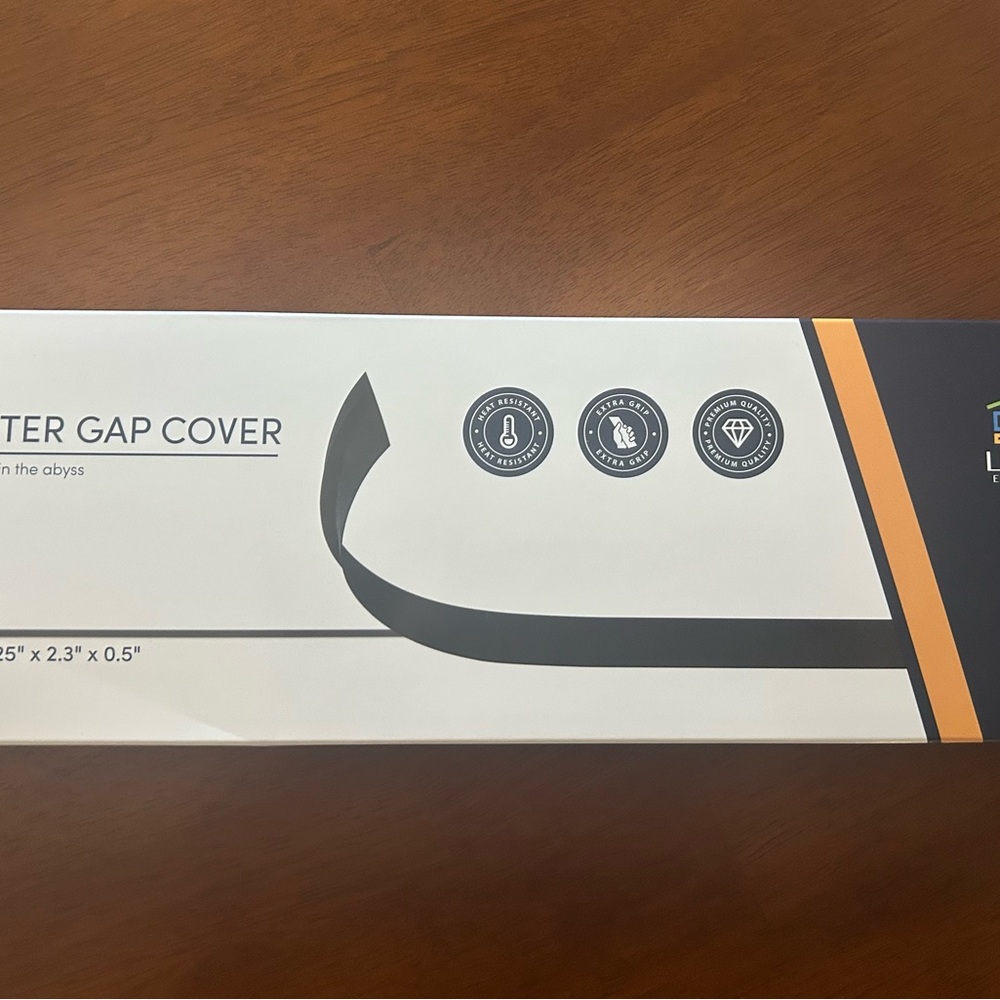 TER GAP COVER
in the abyss
25" x 2.3" x 0.5"
HEAT RESISTANT
HEAT RESISTANT
EXTRA GRIP
EXTRA GRIP
PREMIUM QUALITY
PREMIUM QUALITY
L
E